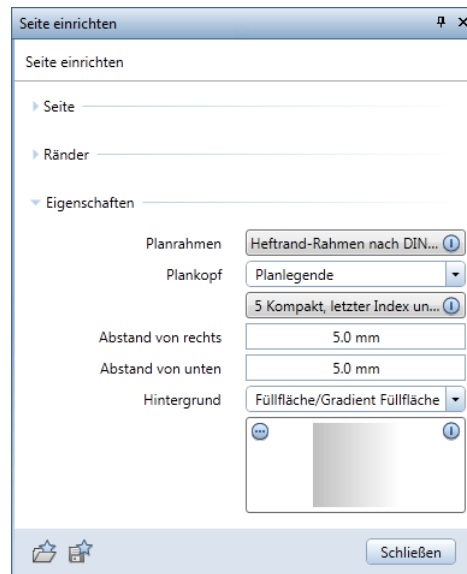 Seite einrichten
Seite einrichten
Seite
Ränder
Eigenschaften
Planrahmen Heftrand-Rahmen nach DIN...
Plankopf Planlegende
5 Kompakt, letzter Index un...
Abstand von rechts 5.0 mm
Abstand von unten 5.0 mm
Hintergrund Füllfläche/Gradient Füllfläche
Schließen